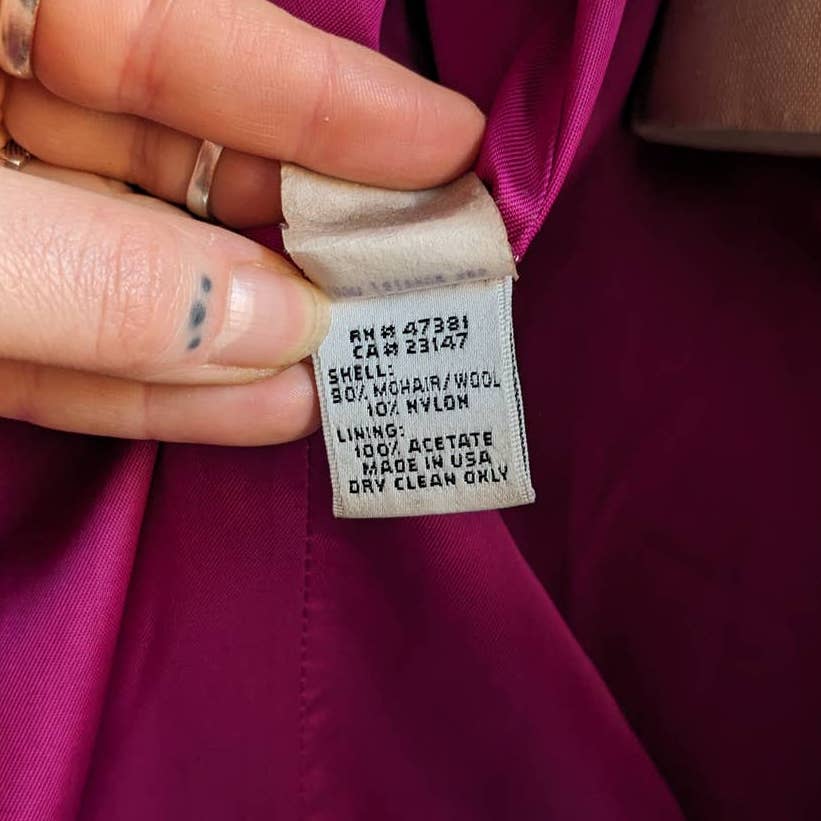 RN # 47381
CA # 23147
SHELL:
90% MOHAIR/WOOL
10% NYLON
LINING:
100% ACETATE
MADE IN USA
DRY CLEAN ONLY